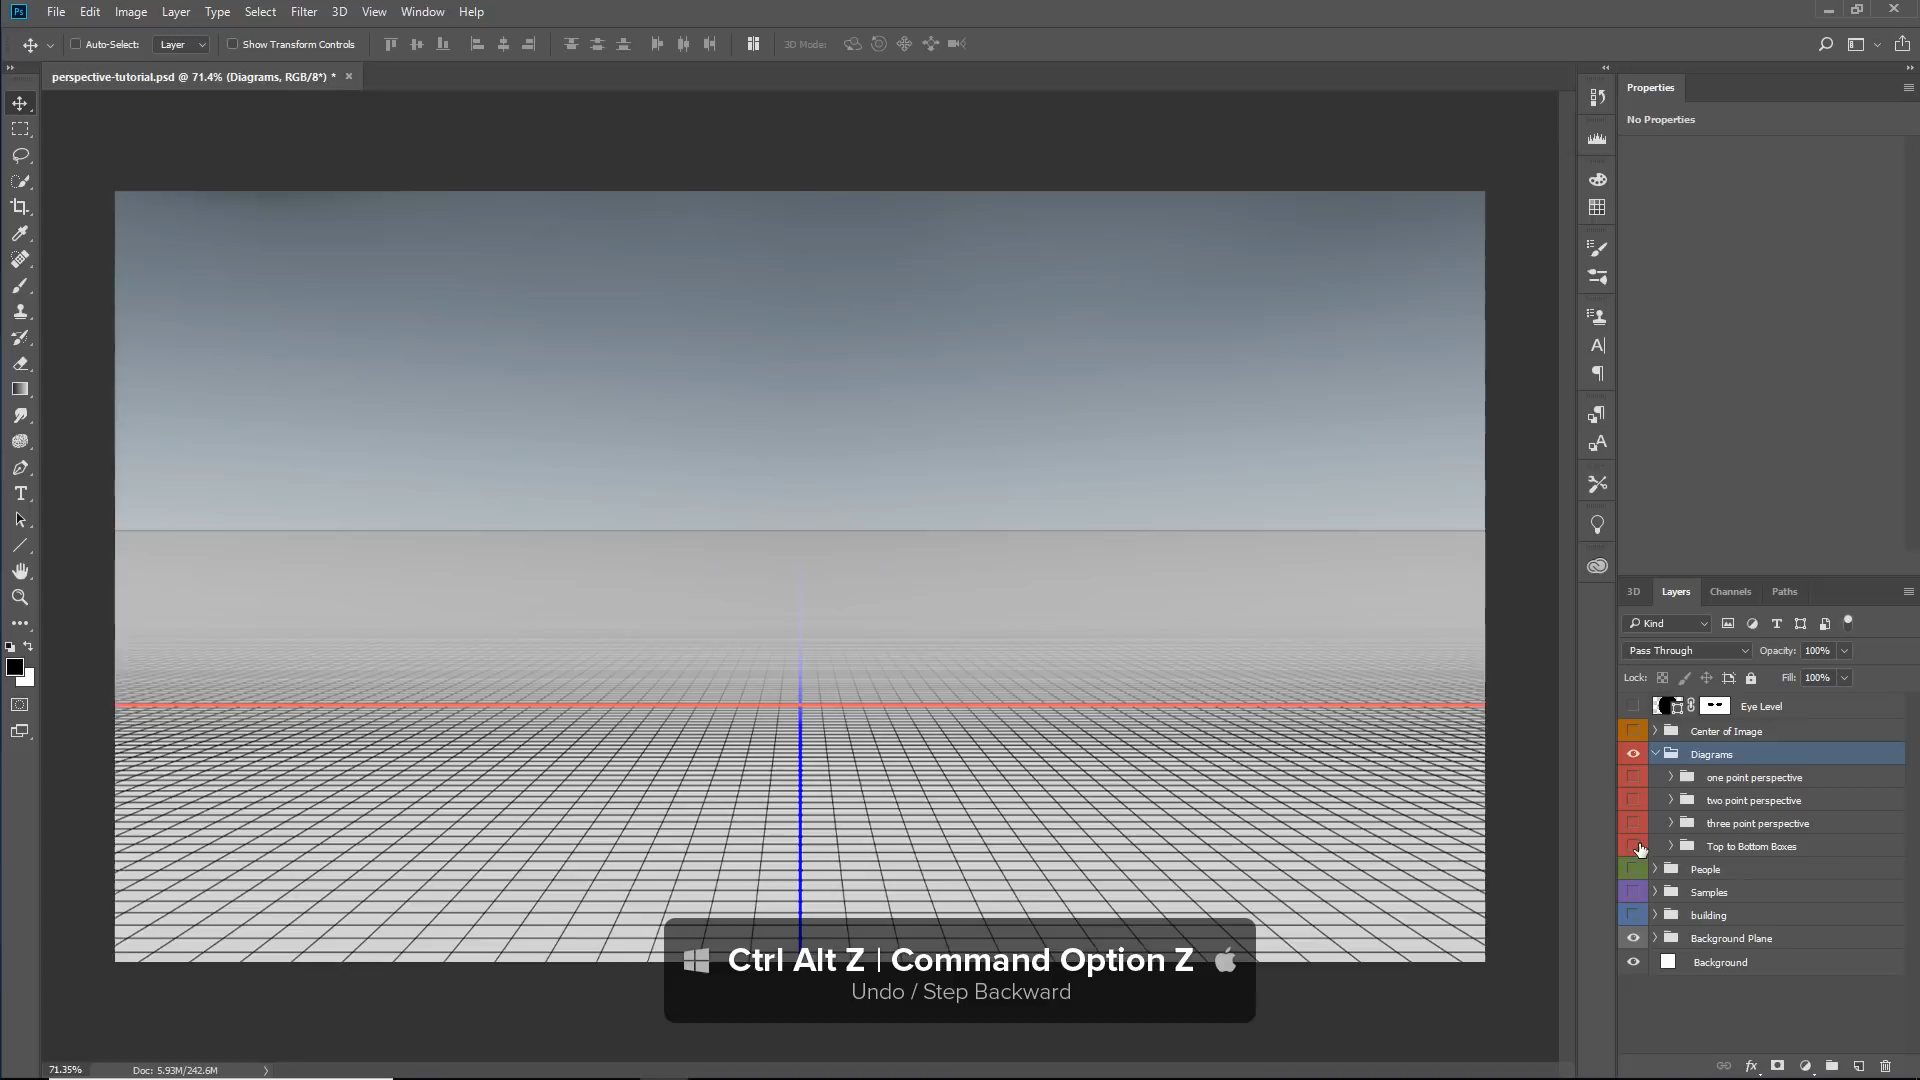 Ps File Edit Image Layer Type Select Filter 3D View Window Help
Auto-Select: Layer Show Transform Controls 3D Mode:
perspective-tutorial.psd @ 71.4% (Diagrams, RGB/8*) * ×
Properties
No Properties
3D Layers Channels Paths
Kind
Pass Through Opacity: 100%
Lock: Fill: 100%
Eye Level
Center of Image
Diagrams
one point perspective
two point perspective
three point perspective
Top to Bottom Boxes
People
Samples
building
Background Plane
Background
Ctrl Alt Z | Command Option Z
Undo / Step Backward
71.35% Doc: 5.93M/242.6M